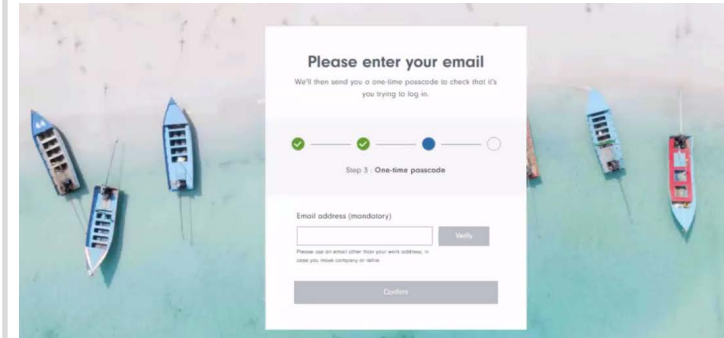 Please enter your email
We'll then send you a one-time passcode to check that it's
you trying to log in.
Step 3 : One-time passcode
Email address (mandatory)
Verify
Please use an email other than your work address, in
case you move company or retire
Confirm